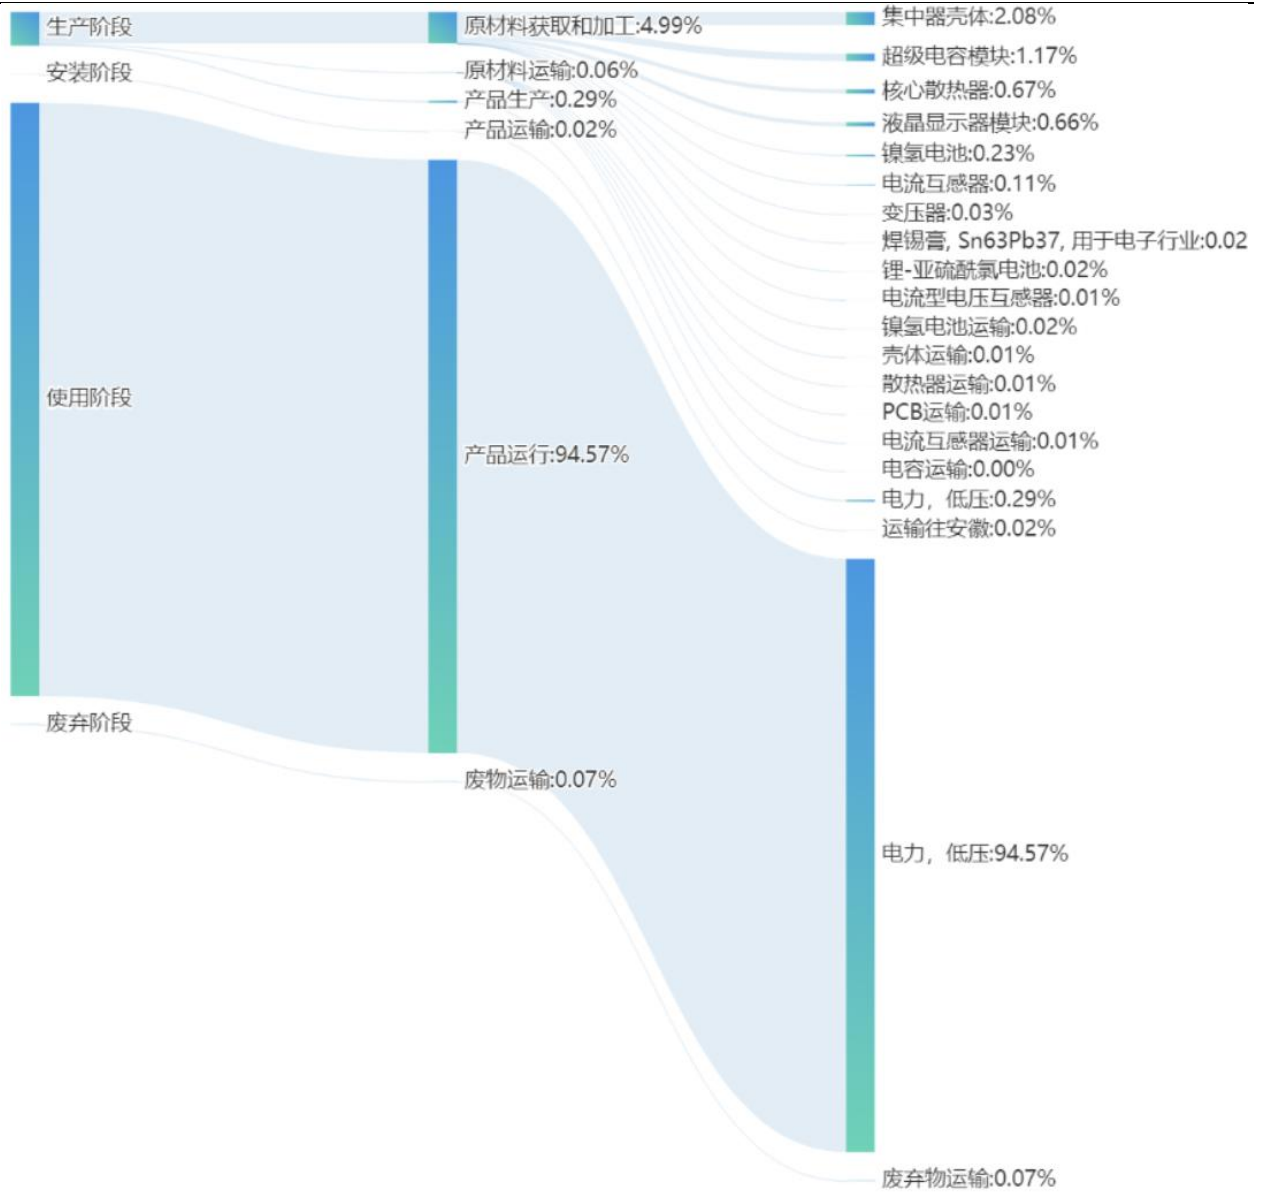 生产阶段
安装阶段
使用阶段
废弃阶段
原材料获取和加工:4.99%
原材料运输:0.06%
产品生产:0.29%
产品运输:0.02%
产品运行:94.57%
废物运输:0.07%
集中器壳体:2.08%
超级电容模块:1.17%
核心散热器:0.67%
液晶显示器模块:0.66%
镍氢电池:0.23%
电流互感器:0.11%
变压器:0.03%
焊锡膏, Sn63Pb37, 用于电子行业:0.02
锂-亚硫酰氯电池:0.02%
电流型电压互感器:0.01%
镍氢电池运输:0.02%
壳体运输:0.01%
散热器运输:0.01%
PCB运输:0.01%
电流互感器运输:0.01%
电容运输:0.00%
电力，低压:0.29%
运输往安徽:0.02%
电力，低压:94.57%
废弃物运输:0.07%